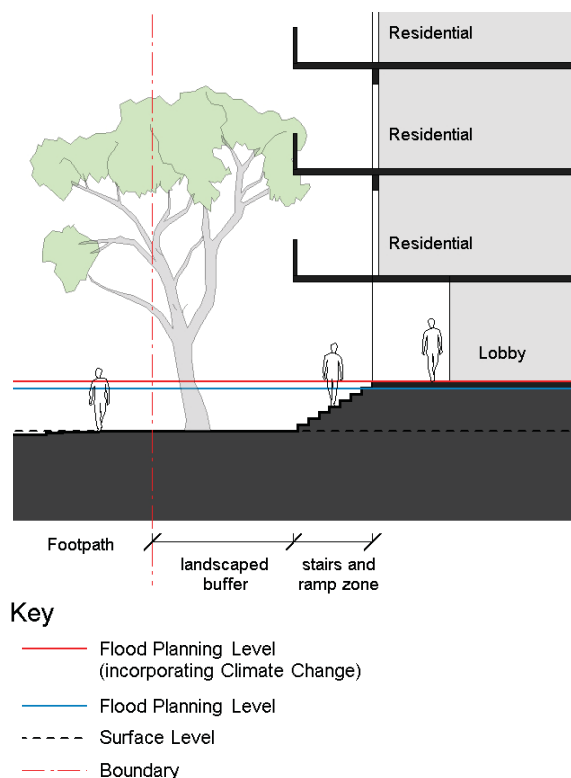 Residential
Residential
Residential
Lobby
Footpath
landscaped
buffer
stairs and
ramp zone
Key
Flood Planning Level
(incorporating Climate Change)
Flood Planning Level
Surface Level
Boundary